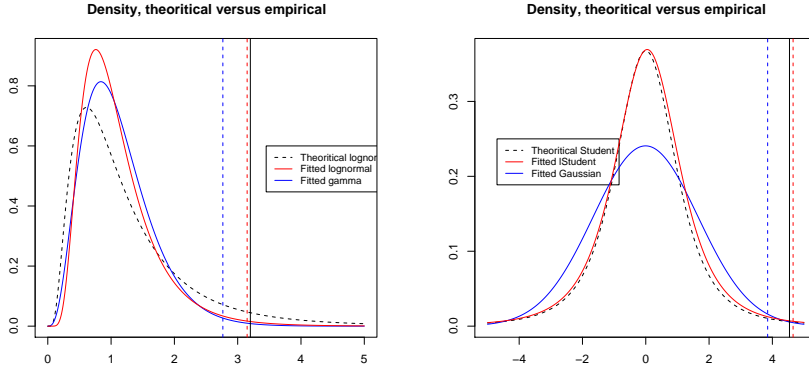 Density, theoritical versus empirical
0.8
0.6
0.4
0.2
0.0
Theoritical lognor
Fitted lognormal
Fitted gamma
0 1 2 3 4 5
Density, theoritical versus empirical
0.3
0.2
0.1
0.0
Theoritical Student
Fitted lStudent
Fitted Gaussian
−4 −2 0 2 4